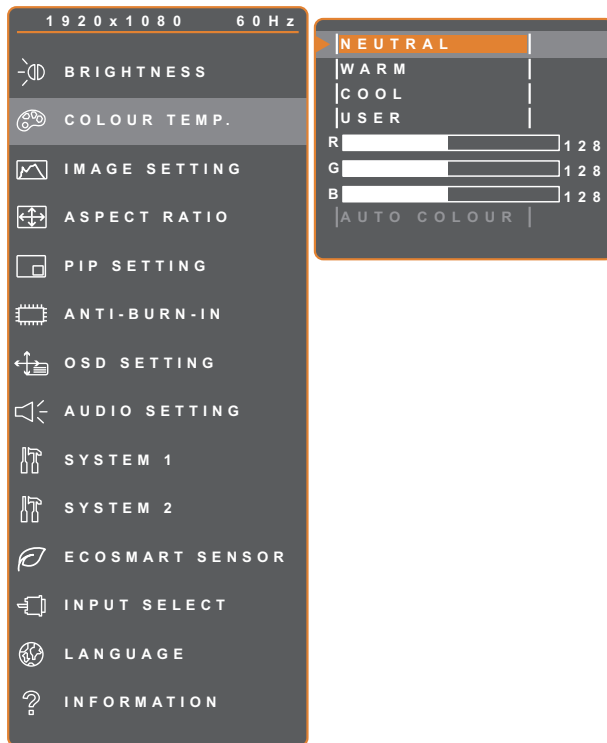 1920x1080 60Hz
BRIGHTNESS
COLOUR TEMP.
IMAGE SETTING
ASPECT RATIO
PIP SETTING
ANTI-BURN-IN
OSD SETTING
AUDIO SETTING
SYSTEM 1
SYSTEM 2
ECOSMART SENSOR
INPUT SELECT
LANGUAGE
INFORMATION
NEUTRAL
WARM
COOL
USER
R 128
G 128
B 128
AUTO COLOUR